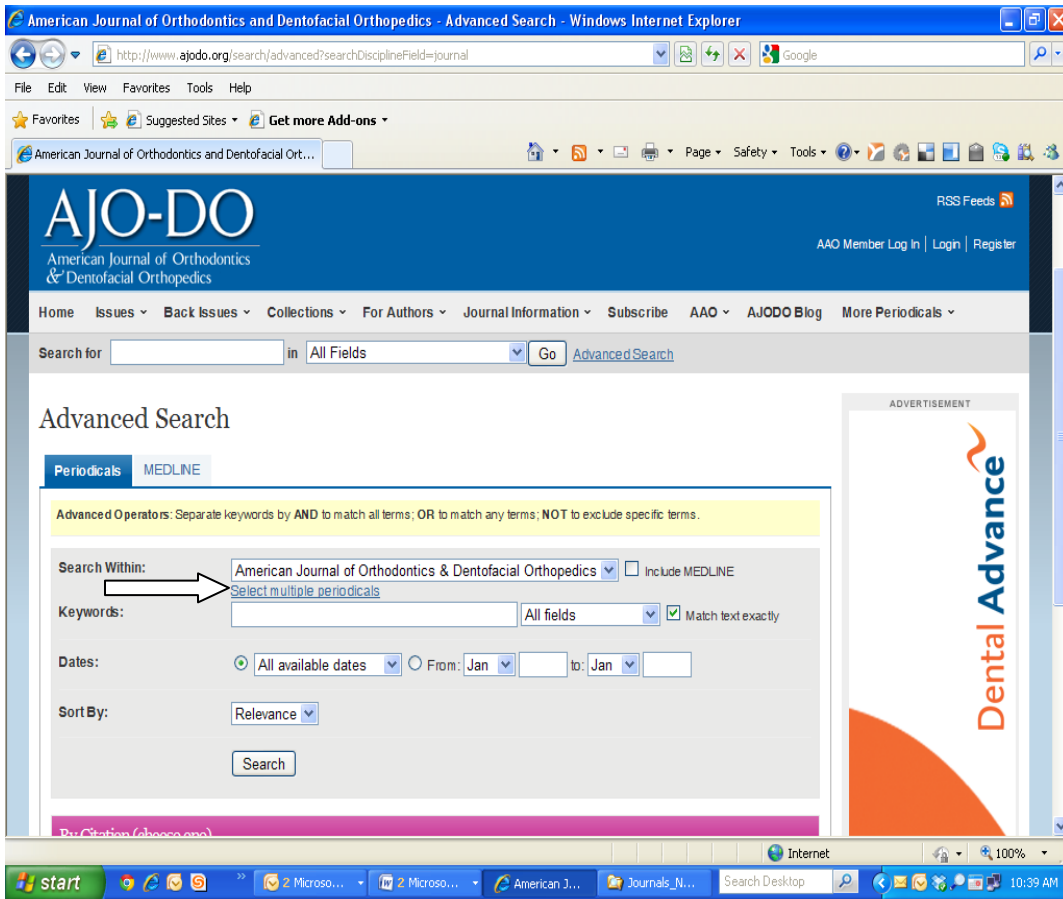 American Journal of Orthodontics and Dentofacial Orthopedics - Advanced Search - Windows Internet Explorer
http://www.ajodo.org/search/advanced?searchDisciplineField=journal
Google
File Edit View Favorites Tools Help
Favorites Suggested Sites Get more Add-ons
American Journal of Orthodontics and Dentofacial Ort... Page Safety Tools
AJO-DO
American Journal of Orthodontics
& Dentofacial Orthopedics
RSS Feeds
AAO Member Log In | Login | Register
Home Issues Back Issues Collections For Authors Journal Information Subscribe AAO AJODO Blog More Periodicals
Search for in All Fields Go Advanced Search
Advanced Search
ADVERTISEMENT
Dental Advance
Periodicals MEDLINE
Advanced Operators: Separate keywords by AND to match all terms; OR to match any terms; NOT to exclude specific terms.
Search Within: American Journal of Orthodontics & Dentofacial Orthopedics Include MEDLINE
Select multiple periodicals
Keywords: All fields Match text exactly
Dates: All available dates From: Jan to: Jan
Sort By: Relevance
Search
By Citation (choose one)
Internet 100%
start » 2 Microso... 2 Microso... American J... Journals_N... Search Desktop 10:39 AM